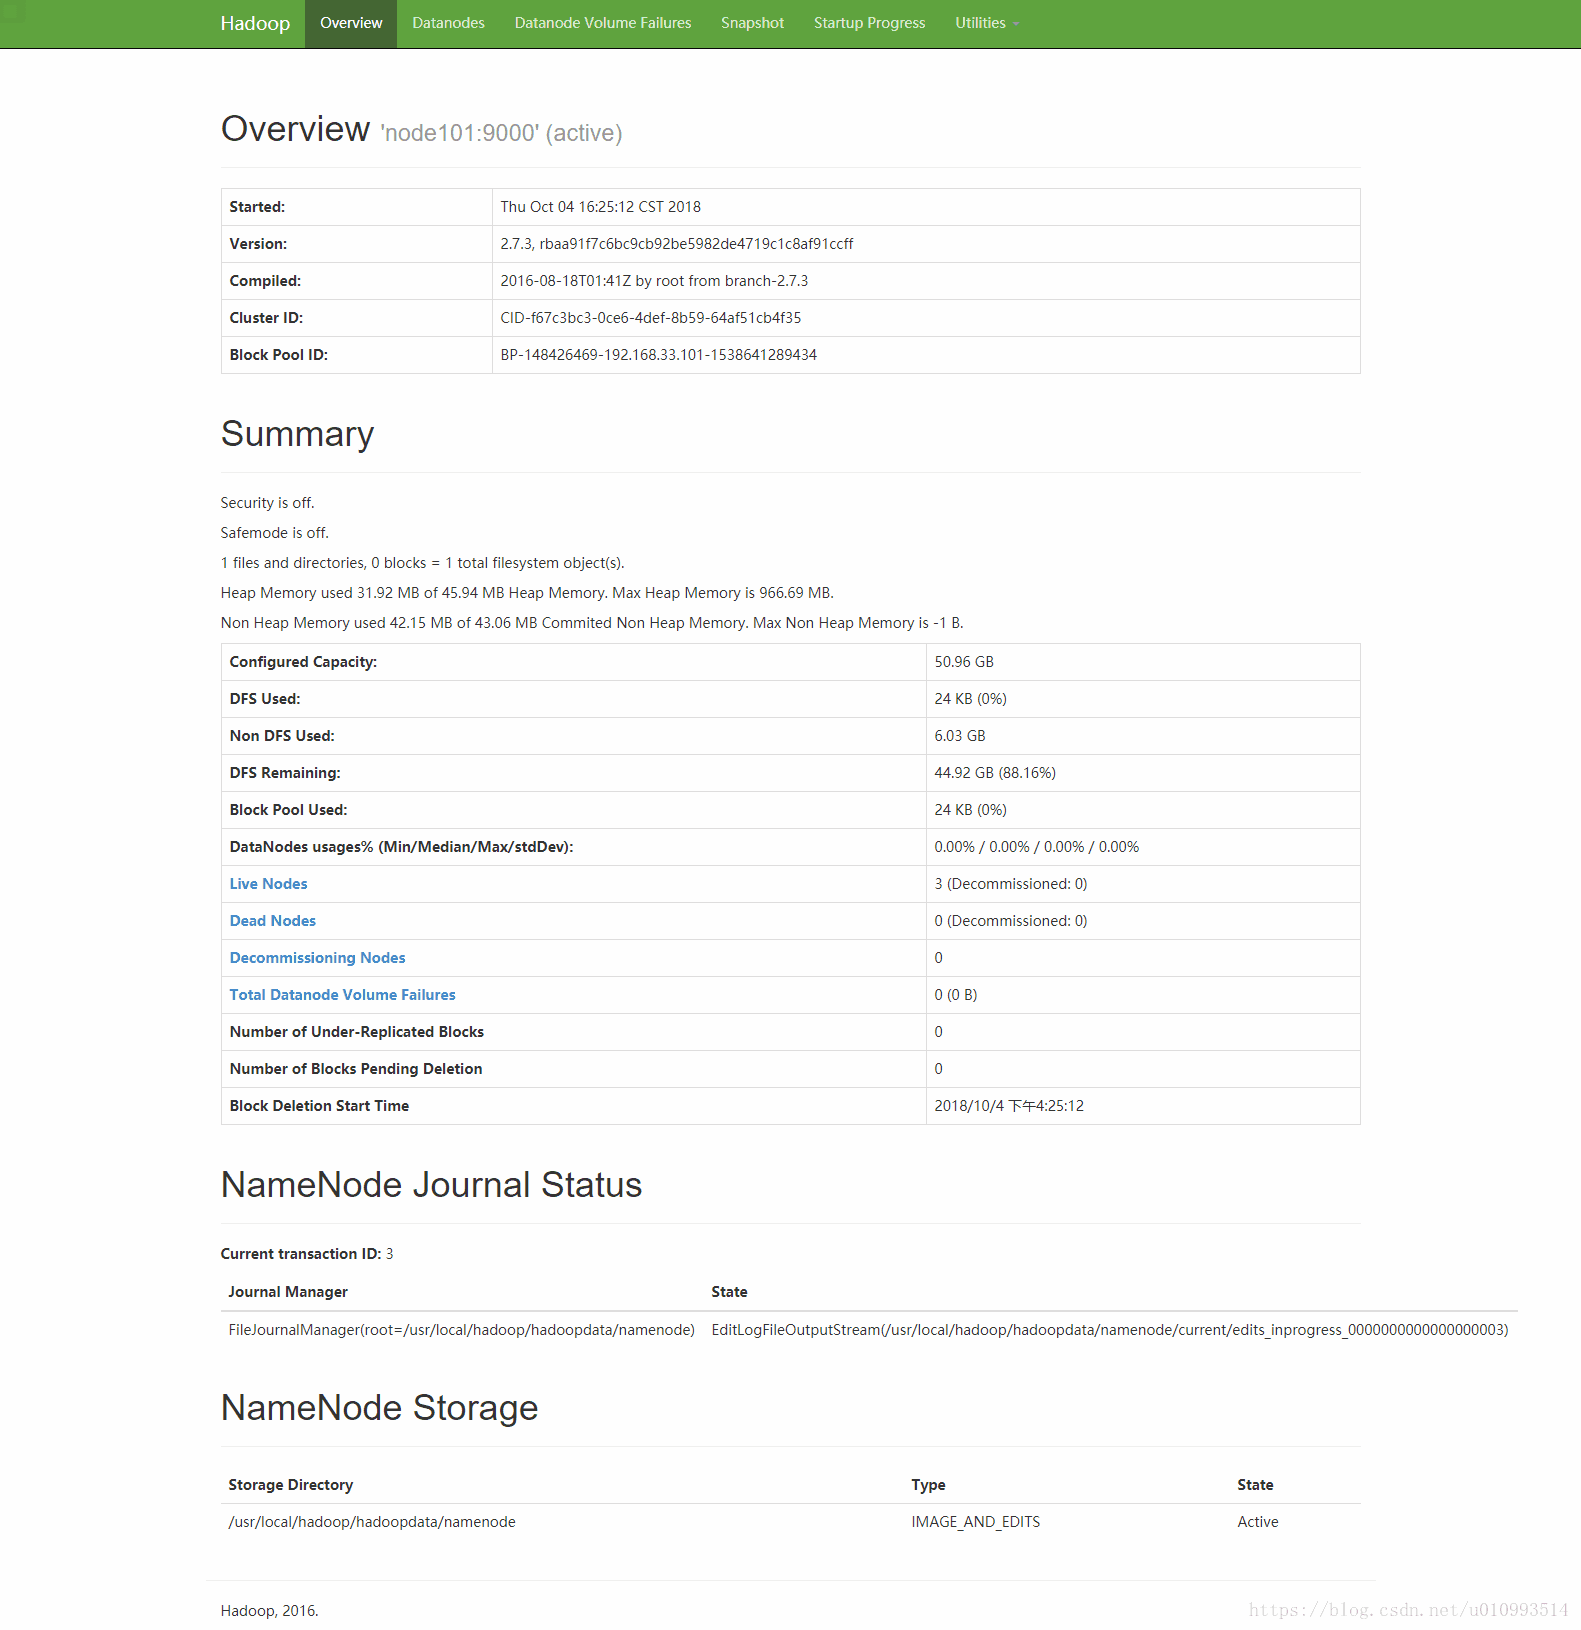 Hadoop Overview Datanodes Datanode Volume Failures Snapshot Startup Progress Utilities
Overview 'node101:9000' (active)
Started: Thu Oct 04 16:25:12 CST 2018
Version: 2.7.3, rbaa91f7c6bc9cb92be5982de4719c1c8af91ccff
Compiled: 2016-08-18T01:41Z by root from branch-2.7.3
Cluster ID: CID-f67c3bc3-0ce6-4def-8b59-64af51cb4f35
Block Pool ID: BP-148426469-192.168.33.101-1538641289434
Summary
Security is off.
Safemode is off.
1 files and directories, 0 blocks = 1 total filesystem object(s).
Heap Memory used 31.92 MB of 45.94 MB Heap Memory. Max Heap Memory is 966.69 MB.
Non Heap Memory used 42.15 MB of 43.06 MB Commited Non Heap Memory. Max Non Heap Memory is -1 B.
Configured Capacity: 50.96 GB
DFS Used: 24 KB (0%)
Non DFS Used: 6.03 GB
DFS Remaining: 44.92 GB (88.16%)
Block Pool Used: 24 KB (0%)
DataNodes usages% (Min/Median/Max/stdDev): 0.00% / 0.00% / 0.00% / 0.00%
Live Nodes 3 (Decommissioned: 0)
Dead Nodes 0 (Decommissioned: 0)
Decommissioning Nodes 0
Total Datanode Volume Failures 0 (0 B)
Number of Under-Replicated Blocks 0
Number of Blocks Pending Deletion 0
Block Deletion Start Time 2018/10/4 下午4:25:12
NameNode Journal Status
Current transaction ID: 3
Journal Manager State
FileJournalManager(root=/usr/local/hadoop/hadoopdata/namenode) EditLogFileOutputStream(/usr/local/hadoop/hadoopdata/namenode/current/edits_inprogress_0000000000000000003)
NameNode Storage
Storage Directory Type State
/usr/local/hadoop/hadoopdata/namenode IMAGE_AND_EDITS Active
Hadoop, 2016.
https://blog.csdn.net/u010993514